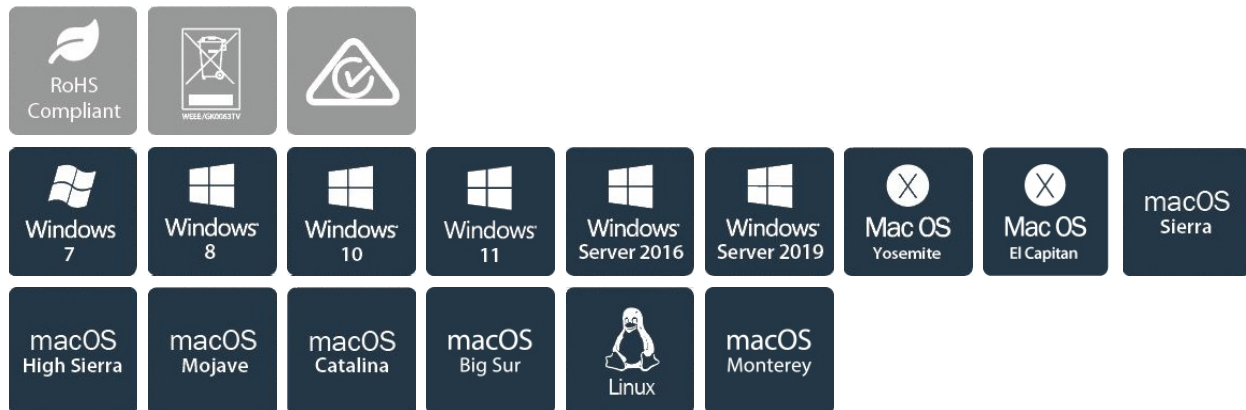 RoHS
Compliant
WEEE/GK0083TV
Windows
7
Windows
8
Windows
10
Windows
11
Windows
Server 2016
Windows
Server 2019
X
Mac OS
Yosemite
X
Mac OS
El Capitan
macOS
Sierra
macOS
High Sierra
macOS
Mojave
macOS
Catalina
macOS
Big Sur
Linux
macOS
Monterey